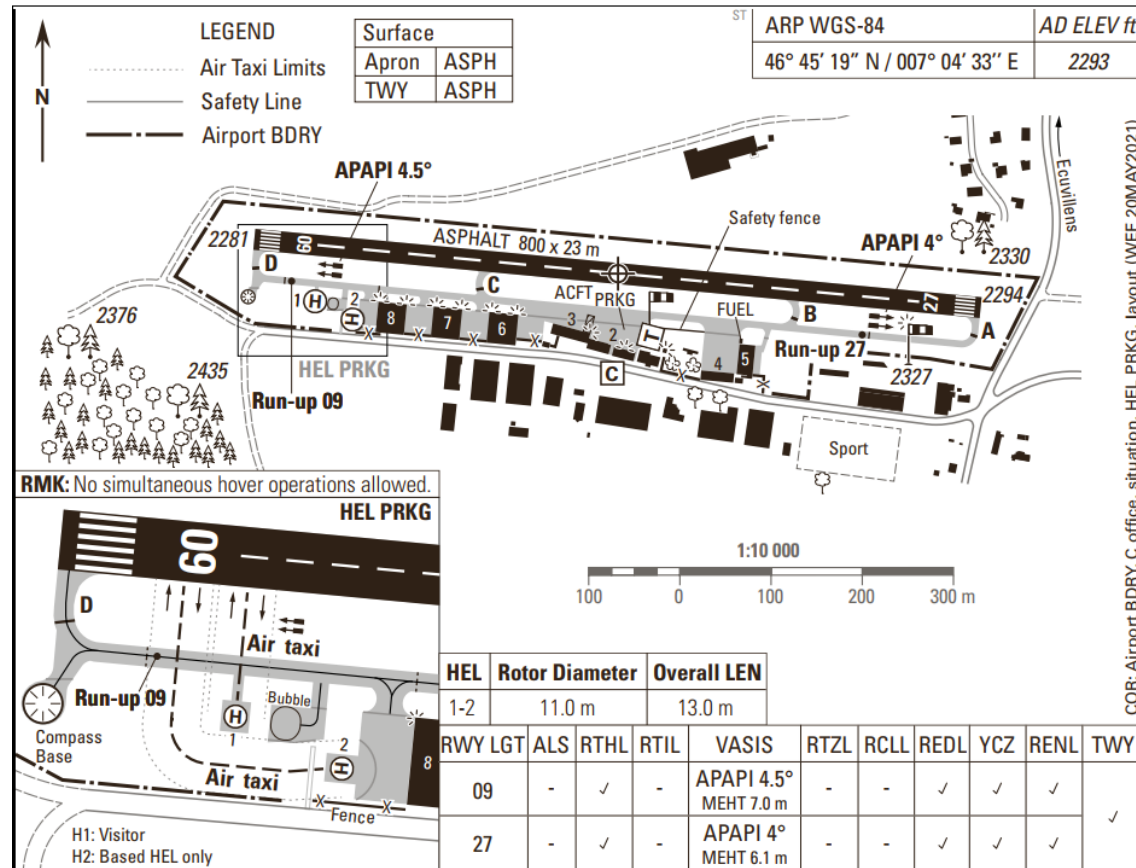 ST
ARP WGS-84 AD ELEV ft
46° 45' 19" N / 007° 04' 33'' E 2293
LEGEND
Air Taxi Limits
Safety Line
Airport BDRY
Surface
Apron ASPH
TWY ASPH
N
APAPI 4.5°
Safety fence
APAPI 4°
Ecuvillens
2281
09
ASPHALT 800 x 23 m
2330
27
2294
D
C
ACFT PRKG
FUEL
B
A
1 H
2
H
8
7
6
3
2
T
5
4
C
Run-up 27
2327
2376
2435
HEL PRKG
Run-up 09
Sport
RMK: No simultaneous hover operations allowed.
HEL PRKG
09
D
Air taxi
Run-up 09
Bubble
H
1
2
H
8
Compass
Base
Air taxi
Fence
H1: Visitor
H2: Based HEL only
1:10 000
100 0 100 200 300 m
HEL Rotor Diameter Overall LEN
1-2 11.0 m 13.0 m
RWY LGT ALS RTHL RTIL VASIS RTZL RCLL REDL YCZ RENL TWY
09 - ✓ - APAPI 4.5° - - ✓ ✓ ✓ ✓
MEHT 7.0 m
27 - ✓ - APAPI 4° - - ✓ ✓ ✓
MEHT 6.1 m
COR: Airport BDRY, C office, situation, HEL PRKG, layout (WEF 20MAY2021)